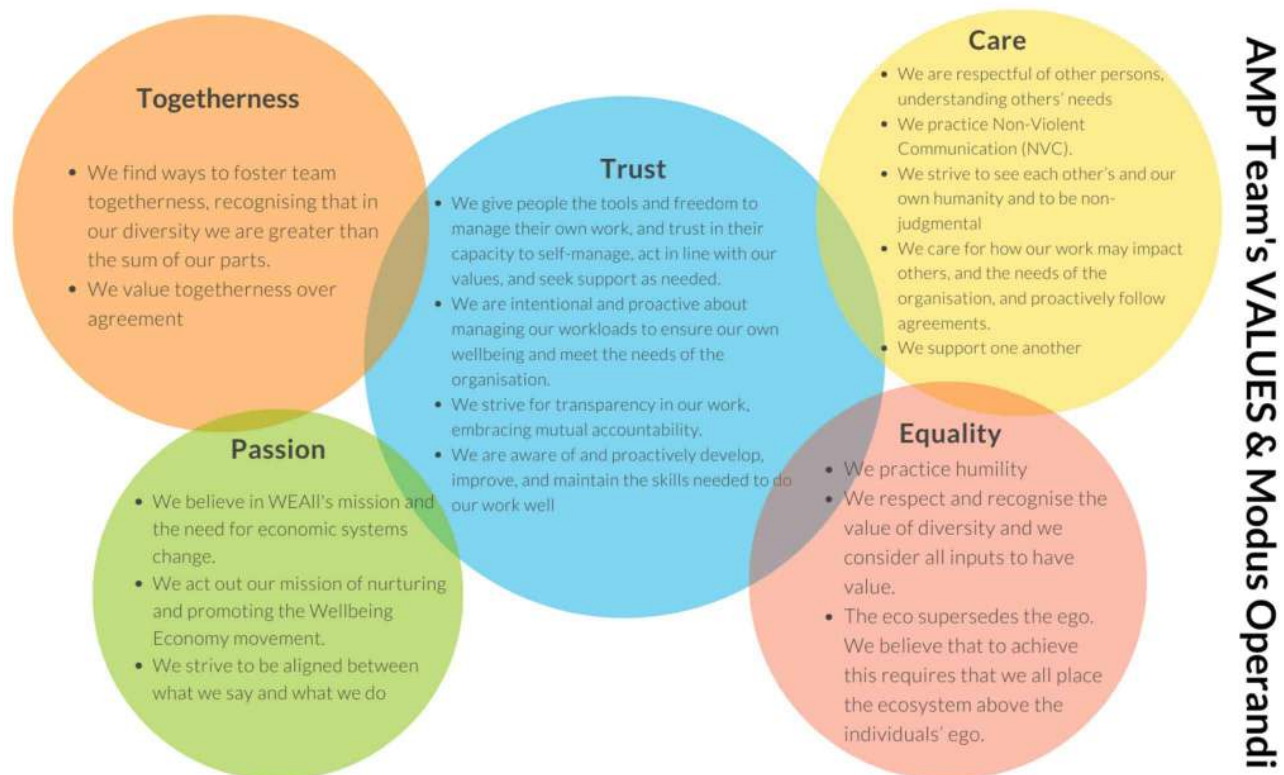 Togetherness
• We find ways to foster team
togetherness, recognising that in
our diversity we are greater than
the sum of our parts.
• We value togetherness over
agreement
Trust
• We give people the tools and freedom to
manage their own work, and trust in their
capacity to self-manage, act in line with our
values, and seek support as needed.
• We are intentional and proactive about
managing our workloads to ensure our own
wellbeing and meet the needs of the
organisation.
• We strive for transparency in our work,
embracing mutual accountability.
• We are aware of and proactively develop,
improve, and maintain the skills needed to do
our work well
Care
• We are respectful of other persons,
understanding others' needs
• We practice Non-Violent
Communication (NVC).
• We strive to see each other's and our
own humanity and to be non-
judgmental
• We care for how our work may impact
others, and the needs of the
organisation, and proactively follow
agreements.
• We support one another
Passion
• We believe in WEAll's mission and
the need for economic systems
change.
• We act out our mission of nurturing
and promoting the Wellbeing
Economy movement.
• We strive to be aligned between
what we say and what we do
Equality
• We practice humility
• We respect and recognise the
value of diversity and we
consider all inputs to have
value.
• The eco supersedes the ego.
We believe that to achieve
this requires that we all place
the ecosystem above the
individuals' ego.
AMP Team's VALUES & Modus Operandi